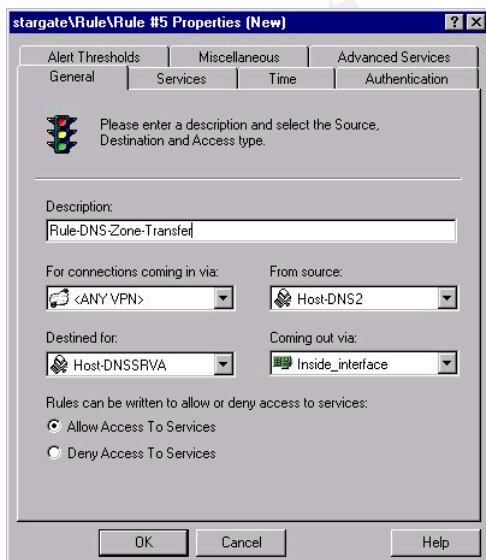 stargate\Rule\Rule #5 Properties (New)
Alert Thresholds Miscellaneous Advanced Services
General Services Time Authentication
Please enter a description and select the Source,
Destination and Access type.
Description:
Rule-DNS-Zone-Transfer
For connections coming in via: From source:
<ANY VPN> Host-DNS2
Destined for: Coming out via:
Host-DNSSRVA Inside_interface
Rules can be written to allow or deny access to services:
Allow Access To Services
Deny Access To Services
OK Cancel Help